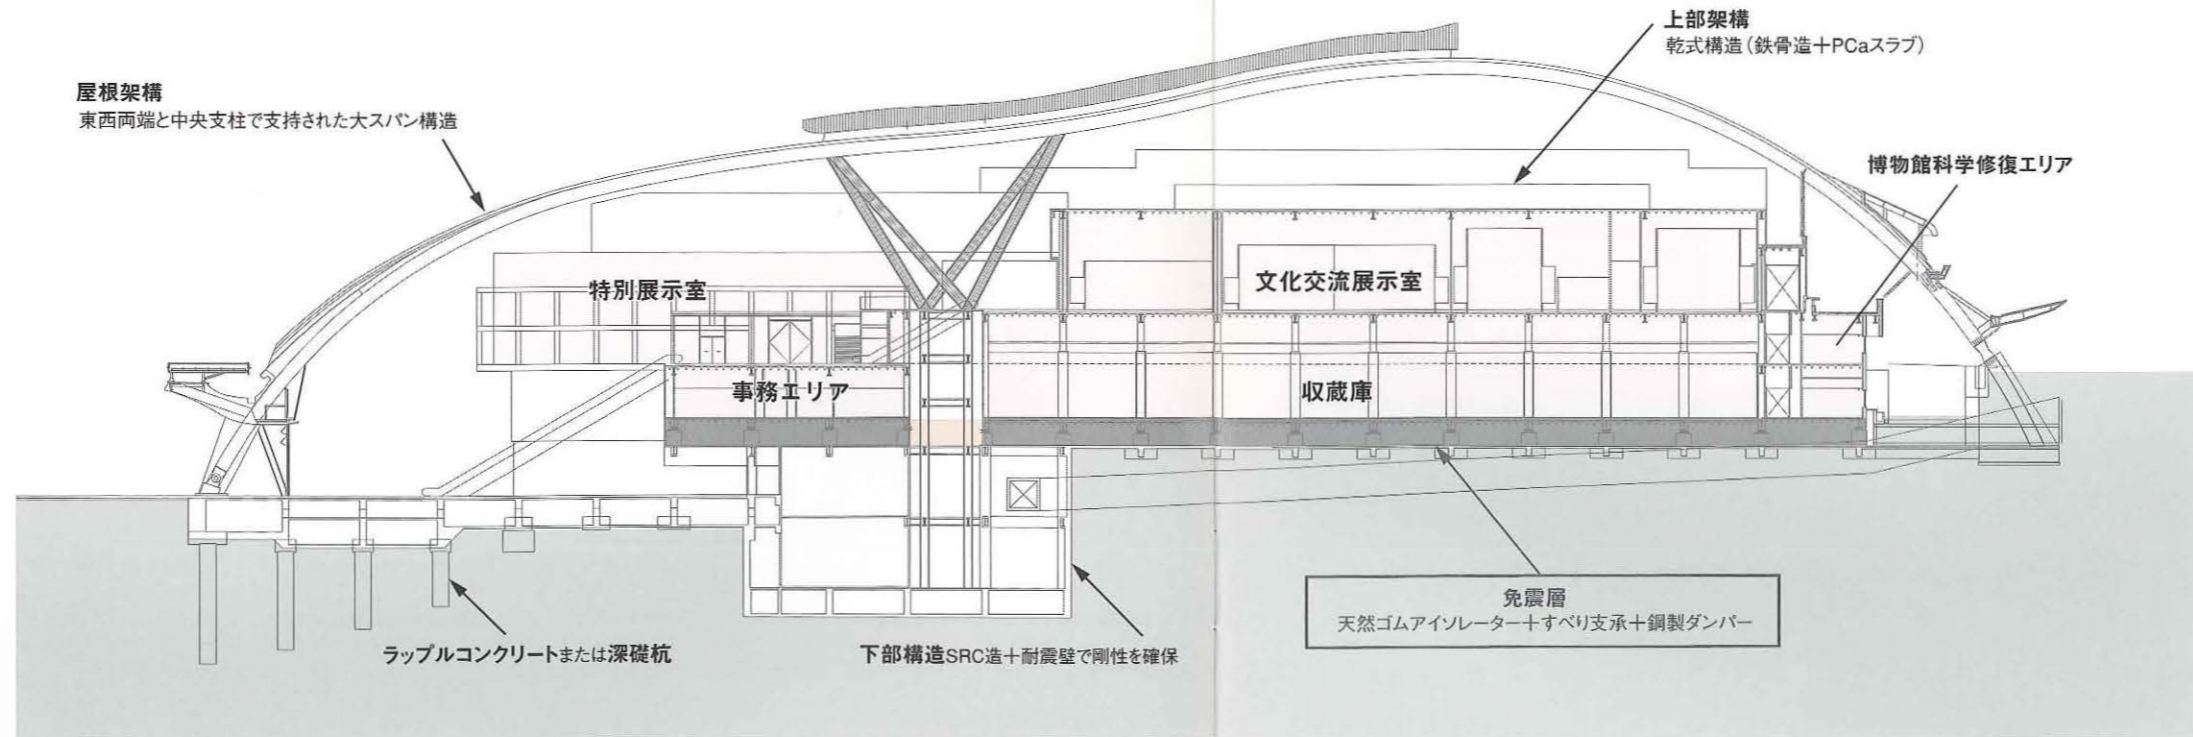 上部架構
乾式構造(鉄骨造+PCaスラブ)
屋根架構
東西両端と中央支柱で支持された大スパン構造
博物館科学修復エリア
特別展示室
文化交流展示室
事務エリア
収蔵庫
免震層
天然ゴムアイソレーター+すべり支承+鋼製ダンパー
ラップルコンクリートまたは深礎杭
下部構造SRC造+耐震壁で剛性を確保